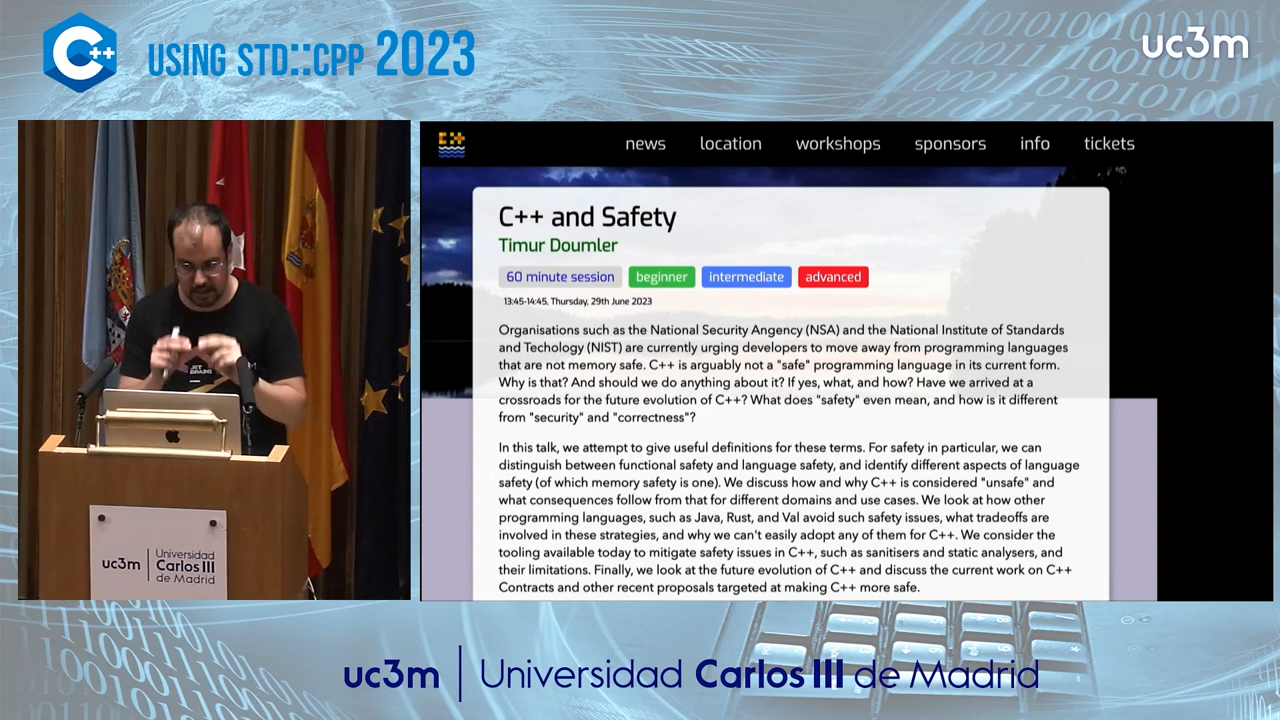 C++
USING STD::CPP 2023
uc3m
news location workshops sponsors info tickets
C++ and Safety
Timur Doumler
60 minute session beginner intermediate advanced
13:45-14:45, Thursday, 29th June 2023
Organisations such as the National Security Angency (NSA) and the National Institute of Standards
and Techology (NIST) are currently urging developers to move away from programming languages
that are not memory safe. C++ is arguably not a "safe" programming language in its current form.
Why is that? And should we do anything about it? If yes, what, and how? Have we arrived at a
crossroads for the future evolution of C++? What does "safety" even mean, and how is it different
from "security" and "correctness"?
In this talk, we attempt to give useful definitions for these terms. For safety in particular, we can
distinguish between functional safety and language safety, and identify different aspects of language
safety (of which memory safety is one). We discuss how and why C++ is considered "unsafe" and
what consequences follow from that for different domains and use cases. We look at how other
programming languages, such as Java, Rust, and Val avoid such safety issues, what tradeoffs are
involved in these strategies, and why we can't easily adopt any of them for C++. We consider the
tooling available today to mitigate safety issues in C++, such as sanitisers and static analysers, and
their limitations. Finally, we look at the future evolution of C++ and discuss the current work on C++
Contracts and other recent proposals targeted at making C++ more safe.
JET
BRAINS
uc3m
Universidad
Carlos III
de Madrid
uc3m Universidad Carlos III de Madrid